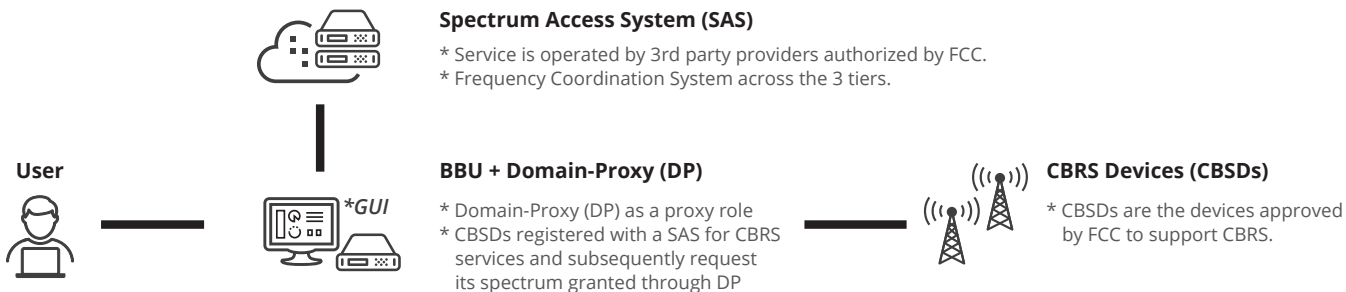 Spectrum Access System (SAS)
* Service is operated by 3rd party providers authorized by FCC.
* Frequency Coordination System across the 3 tiers.
User
*GUI
BBU + Domain-Proxy (DP)
* Domain-Proxy (DP) as a proxy role
* CBSDs registered with a SAS for CBRS
services and subsequently request
its spectrum granted through DP
CBRS Devices (CBSDs)
* CBSDs are the devices approved
by FCC to support CBRS.